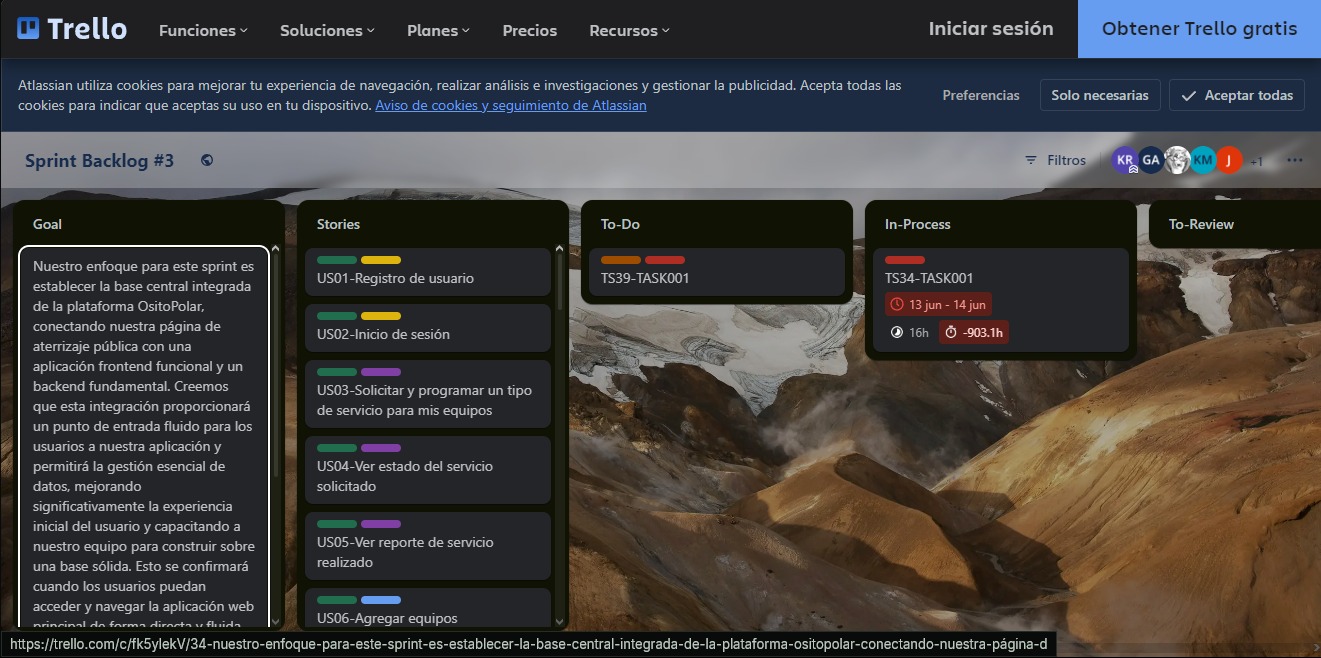 Trello
Funciones
Soluciones
Planes
Precios
Recursos
Iniciar sesión
Obtener Trello gratis
Atlassian utiliza cookies para mejorar tu experiencia de navegación, realizar análisis e investigaciones y gestionar la publicidad. Acepta todas las
cookies para indicar que aceptas su uso en tu dispositivo. Aviso de cookies y seguimiento de Atlassian
Preferencias
Solo necesarias
Aceptar todas
Sprint Backlog #3
Filtros
KR
GA
KM
J
+1
Goal
Nuestro enfoque para este sprint es
establecer la base central integrada
de la plataforma OsitoPolar,
conectando nuestra página de
aterrizaje pública con una
aplicación frontend funcional y un
backend fundamental. Creemos
que esta integración proporcionará
un punto de entrada fluido para los
usuarios a nuestra aplicación y
permitirá la gestión esencial de
datos, mejorando
significativamente la experiencia
inicial del usuario y capacitando a
nuestro equipo para construir sobre
una base sólida. Esto se confirmará
cuando los usuarios puedan
acceder y navegar la aplicación web
principal de forma directa y fluida
Stories
US01-Registro de usuario
US02-Inicio de sesión
US03-Solicitar y programar un tipo
de servicio para mis equipos
US04-Ver estado del servicio
solicitado
US05-Ver reporte de servicio
realizado
US06-Agregar equipos
To-Do
TS39-TASK001
In-Process
TS34-TASK001
13 jun - 14 jun
16h
-903.1h
To-Review
https://trello.com/c/fk5ylekV/34-nuestro-enfoque-para-este-sprint-es-establecer-la-base-central-integrada-de-la-plataforma-ositopolar-conectando-nuestra-página-d